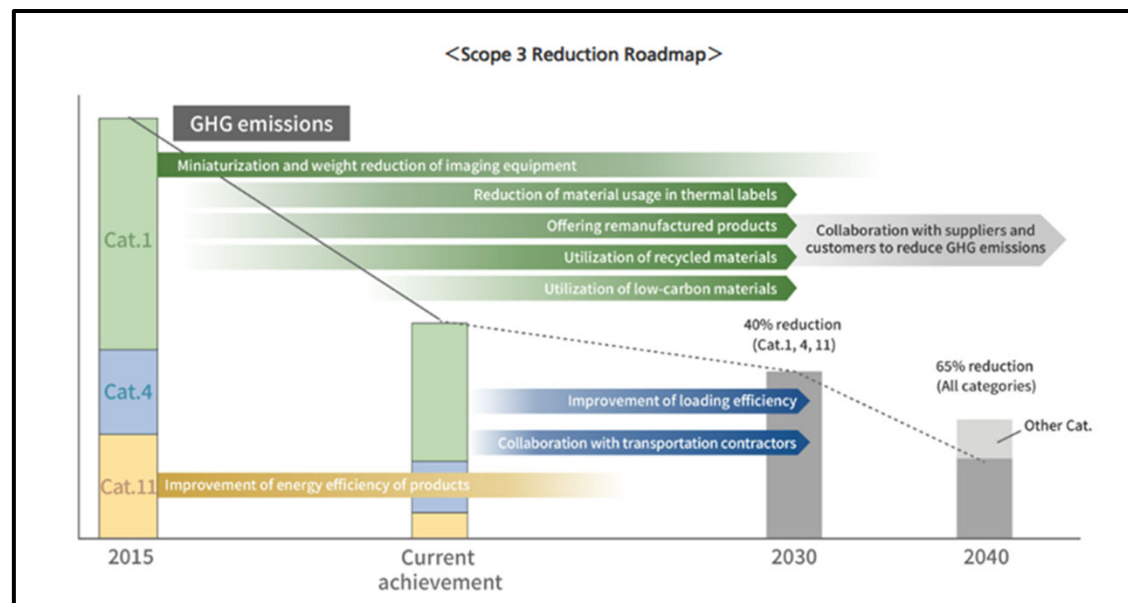 <Scope 3 Reduction Roadmap>
GHG emissions
Miniaturization and weight reduction of imaging equipment
Reduction of material usage in thermal labels
Offering remanufactured products
Utilization of recycled materials
Utilization of low-carbon materials
Collaboration with suppliers and
customers to reduce GHG emissions
Cat.1
Cat.4
Cat.11
40% reduction
(Cat.1, 4, 11)
65% reduction
(All categories)
Other Cat.
Improvement of loading efficiency
Collaboration with transportation contractors
Improvement of energy efficiency of products
2015
Current
achievement
2030
2040